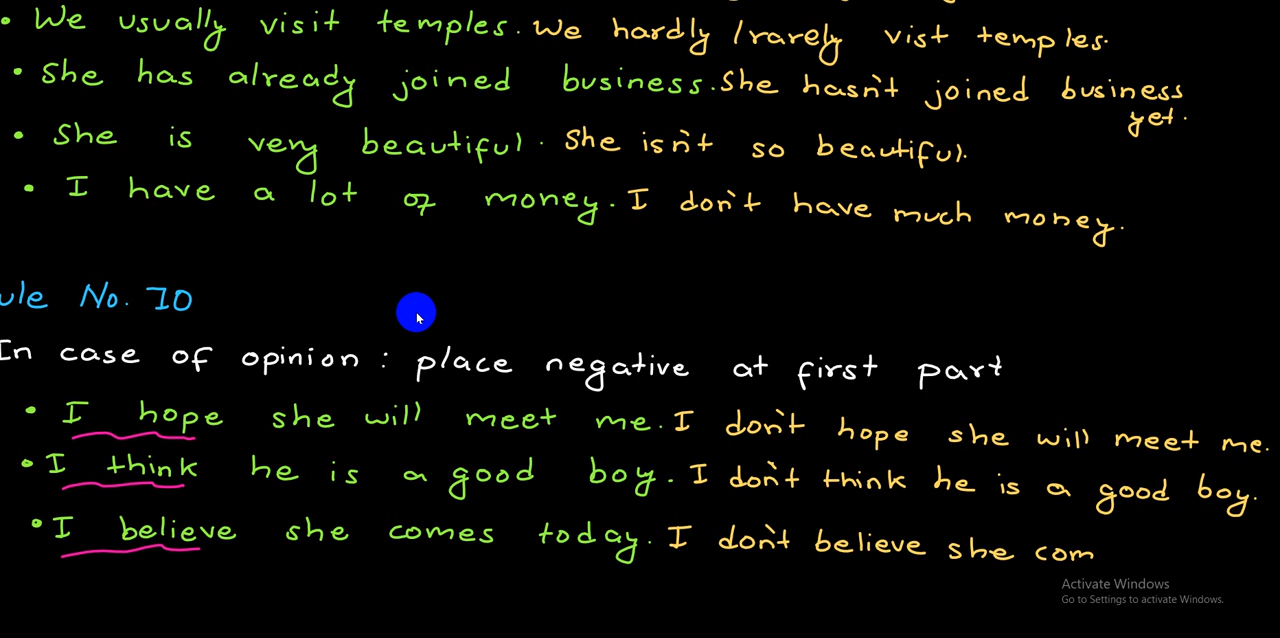 • We usually visit temples. We hardly / rarely vist temples.
• She has already joined business. She hasn't joined business
yet.
• She is very beautiful. She isn't so beautiful.
• I have a lot of money. I don't have much money.
ule No. 10
In case of opinion : place negative at first part
• I hope she will meet me. I don't hope she will meet me.
• I think he is a good boy. I don't think he is a good boy.
• I believe she comes today. I don't believe she com
Activate Windows
Go to Settings to activate Windows.